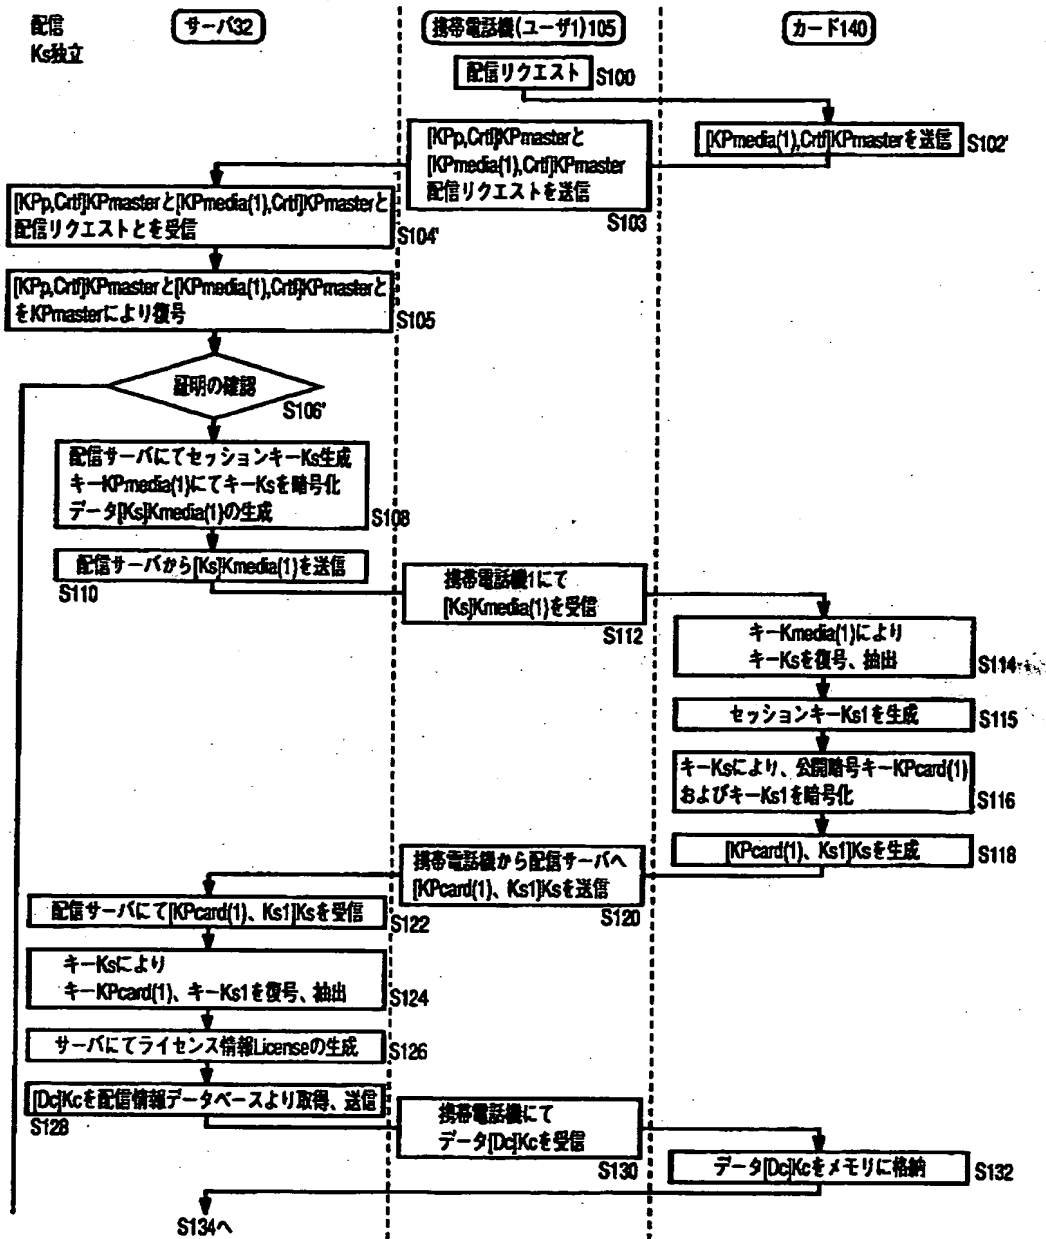 配信
Ks独立
サーバ32
携帯電話機(ユーザ1)105
カード140
配信リクエスト
S100
[KPmedia(1),Crtf]KPmasterを送信
S102'
[KPp,Crtf]KPmasterと
[KPmedia(1),Crtf]KPmaster
配信リクエストを送信
S103
[KPp,Crtf]KPmasterと[KPmedia(1),Crtf]KPmasterと
配信リクエストとを受信
S104'
[KPp,Crtf]KPmasterと[KPmedia(1),Crtf]KPmasterと
をKPmasterにより復号
S105
証明の確認
S106'
配信サーバにてセッションキーKs生成
キーKPmedia(1)にてキーKsを暗号化
データ[Ks]Kmedia(1)の生成
S108
配信サーバから[Ks]Kmedia(1)を送信
S110
携帯電話機1にて
[Ks]Kmedia(1)を受信
S112
キーKmedia(1)により
キーKsを復号、抽出
S114
セッションキーKs1を生成
S115
キーKsにより、公開暗号キーKPcard(1)
およびキーKs1を暗号化
S116
[KPcard(1)、Ks1]Ksを生成
S118
携帯電話機から配信サーバへ
[KPcard(1)、Ks1]Ksを送信
S120
配信サーバにて[KPcard(1)、Ks1]Ksを受信
S122
キーKsにより
キーKPcard(1)、キーKs1を復号、抽出
S124
サーバにてライセンス情報Licenseの生成
S126
[Dc]Kcを配信情報データベースより取得、送信
S128
携帯電話機にて
データ[Dc]Kcを受信
S130
データ[Dc]Kcをメモリに格納
S132
S134へ